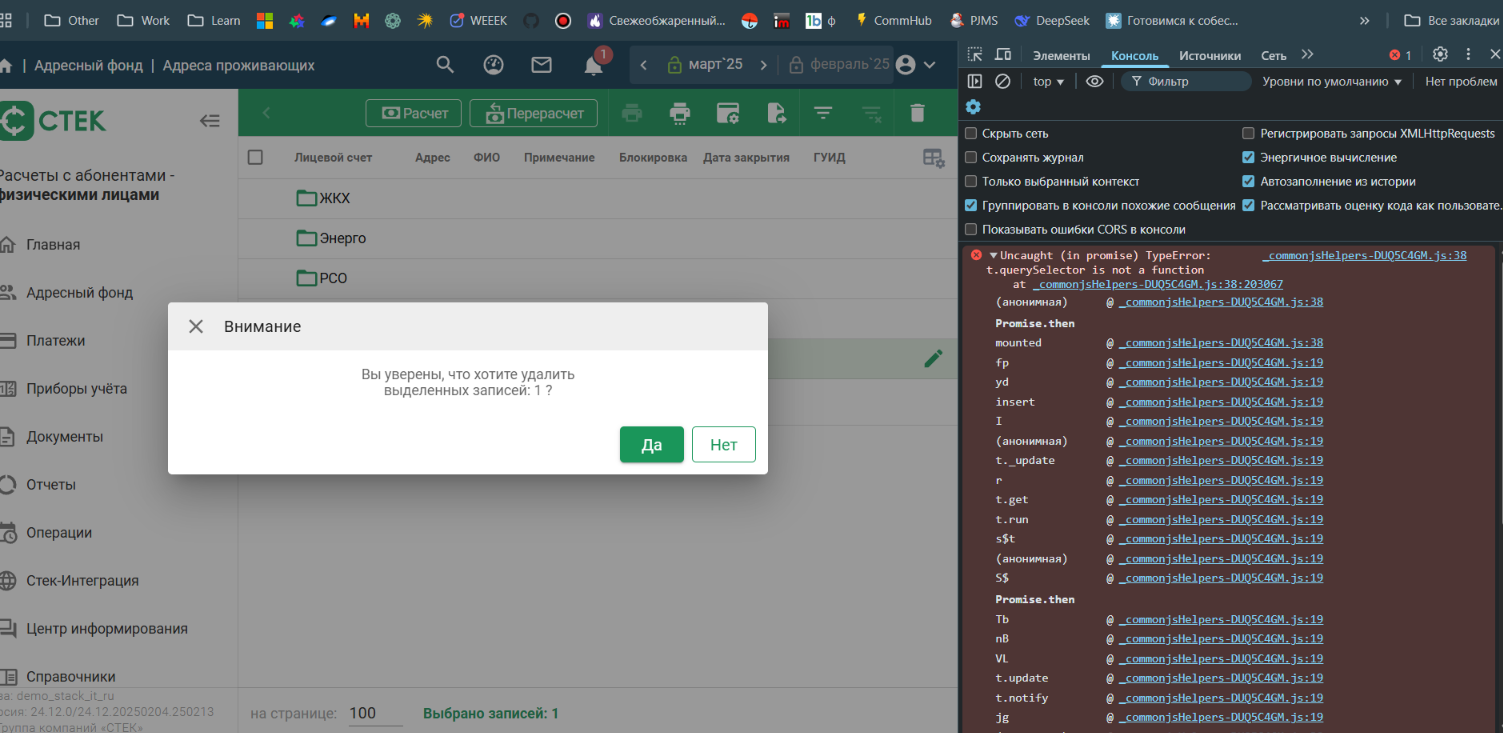 Other
Work
Learn
WEEEK
Свежеобжаренный...
im
1b
ф
CommHub
PJMS
DeepSeek
Готовимся к собес...
»
Все закладки
| Адресный фонд | Адреса проживающих
1
март`25
февраль`25
СТЕК
Расчет
Перерасчет
Лицевой счет Адрес ФИО Примечание Блокировка Дата закрытия ГУИД
Расчеты с абонентами -
физическими лицами
ЖКХ
Энерго
РСО
Главная
Адресный фонд
Платежи
Приборы учёта
Документы
Отчеты
Операции
Стек-Интеграция
Центр информирования
Справочники
за: demo_stack_it_ru
рсия: 24.12.0/24.12.20250204.250213
Группа компаний «СТЕК»
Внимание
Вы уверены, что хотите удалить
выделенных записей: 1 ?
Да
Нет
на странице: 100 Выбрано записей: 1
Элементы Консоль Источники Сеть » 1
top ▼ Фильтр Уровни по умолчанию ▼ Нет проблем
Скрыть сеть
Регистрировать запросы XMLHttpRequests
Сохранять журнал
Энергичное вычисление
Только выбранный контекст
Автозаполнение из истории
Группировать в консоли похожие сообщения
Рассматривать оценку кода как пользовате.
Показывать ошибки CORS в консоли
▼Uncaught (in promise) TypeError: _commonjsHelpers-DUQ5C4GM.js:38
t.querySelector is not a function
at _commonjsHelpers-DUQ5C4GM.js:38:203067
(анонимная) @ _commonjsHelpers-DUQ5C4GM.js:38
Promise.then
mounted @ _commonjsHelpers-DUQ5C4GM.js:38
fp @ _commonjsHelpers-DUQ5C4GM.js:19
yd @ _commonjsHelpers-DUQ5C4GM.js:19
insert @ _commonjsHelpers-DUQ5C4GM.js:19
I @ _commonjsHelpers-DUQ5C4GM.js:19
(анонимная) @ _commonjsHelpers-DUQ5C4GM.js:19
t._update @ _commonjsHelpers-DUQ5C4GM.js:19
r @ _commonjsHelpers-DUQ5C4GM.js:19
t.get @ _commonjsHelpers-DUQ5C4GM.js:19
t.run @ _commonjsHelpers-DUQ5C4GM.js:19
s$t @ _commonjsHelpers-DUQ5C4GM.js:19
(анонимная) @ _commonjsHelpers-DUQ5C4GM.js:19
S$ @ _commonjsHelpers-DUQ5C4GM.js:19
Promise.then
Tb @ _commonjsHelpers-DUQ5C4GM.js:19
nB @ _commonjsHelpers-DUQ5C4GM.js:19
VL @ _commonjsHelpers-DUQ5C4GM.js:19
t.update @ _commonjsHelpers-DUQ5C4GM.js:19
t.notify @ _commonjsHelpers-DUQ5C4GM.js:19
jg @ _commonjsHelpers-DUQ5C4GM.js:19